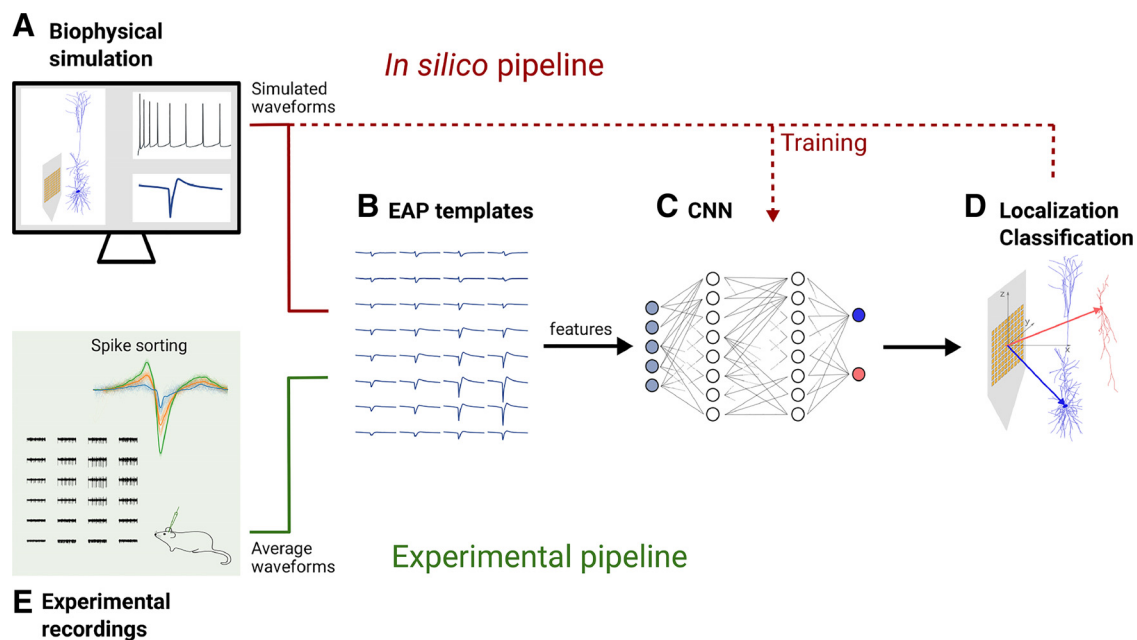 A Biophysical
simulation
In silico pipeline
Simulated
waveforms
Training
B EAP templates
C CNN
D Localization
Classification
features
z
y
x
Spike sorting
Average
waveforms
Experimental pipeline
E Experimental
recordings